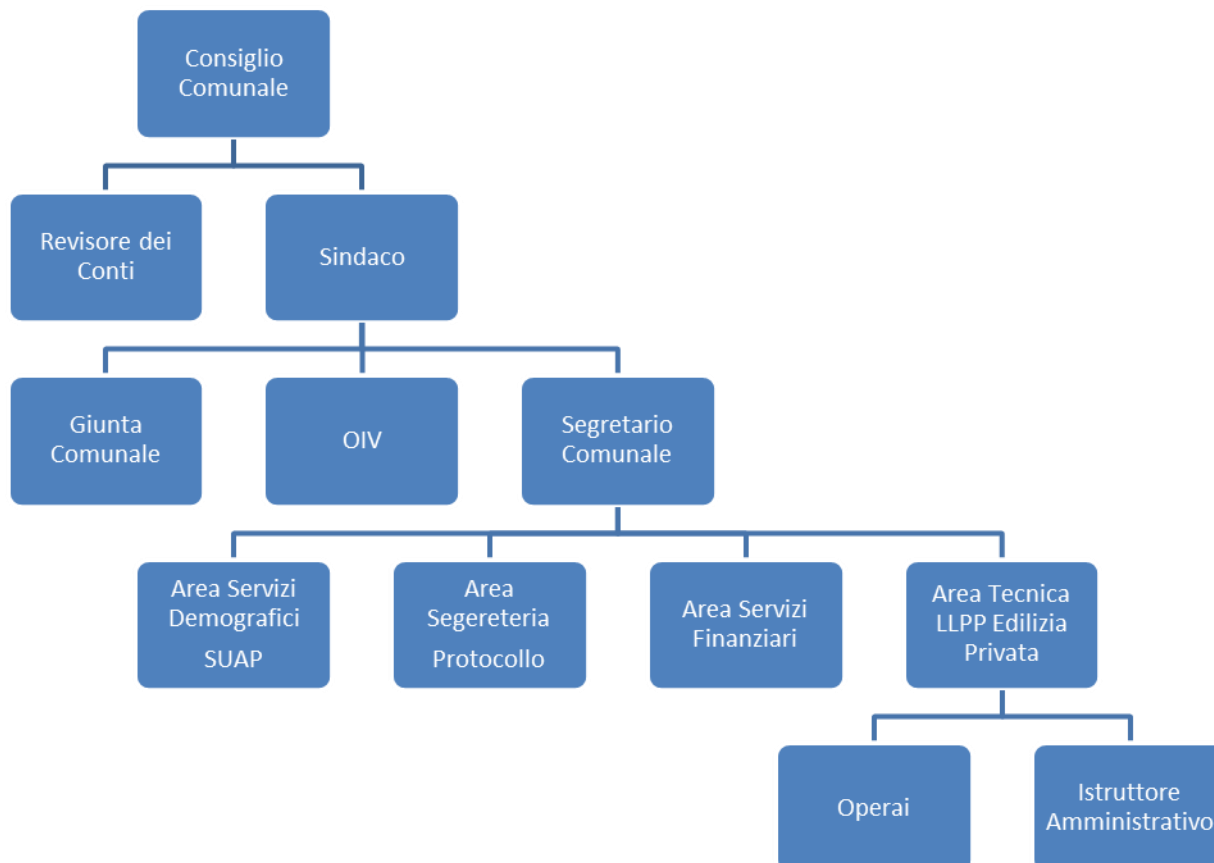 Consiglio
Comunale
Revisore dei
Conti
Sindaco
Giunta
Comunale
OIV
Segretario
Comunale
Area Servizi
Demografici
SUAP
Area
Segereteria
Protocollo
Area Servizi
Finanziari
Area Tecnica
LLPP Edilizia
Privata
Operai
Istruttore
Amministrativo